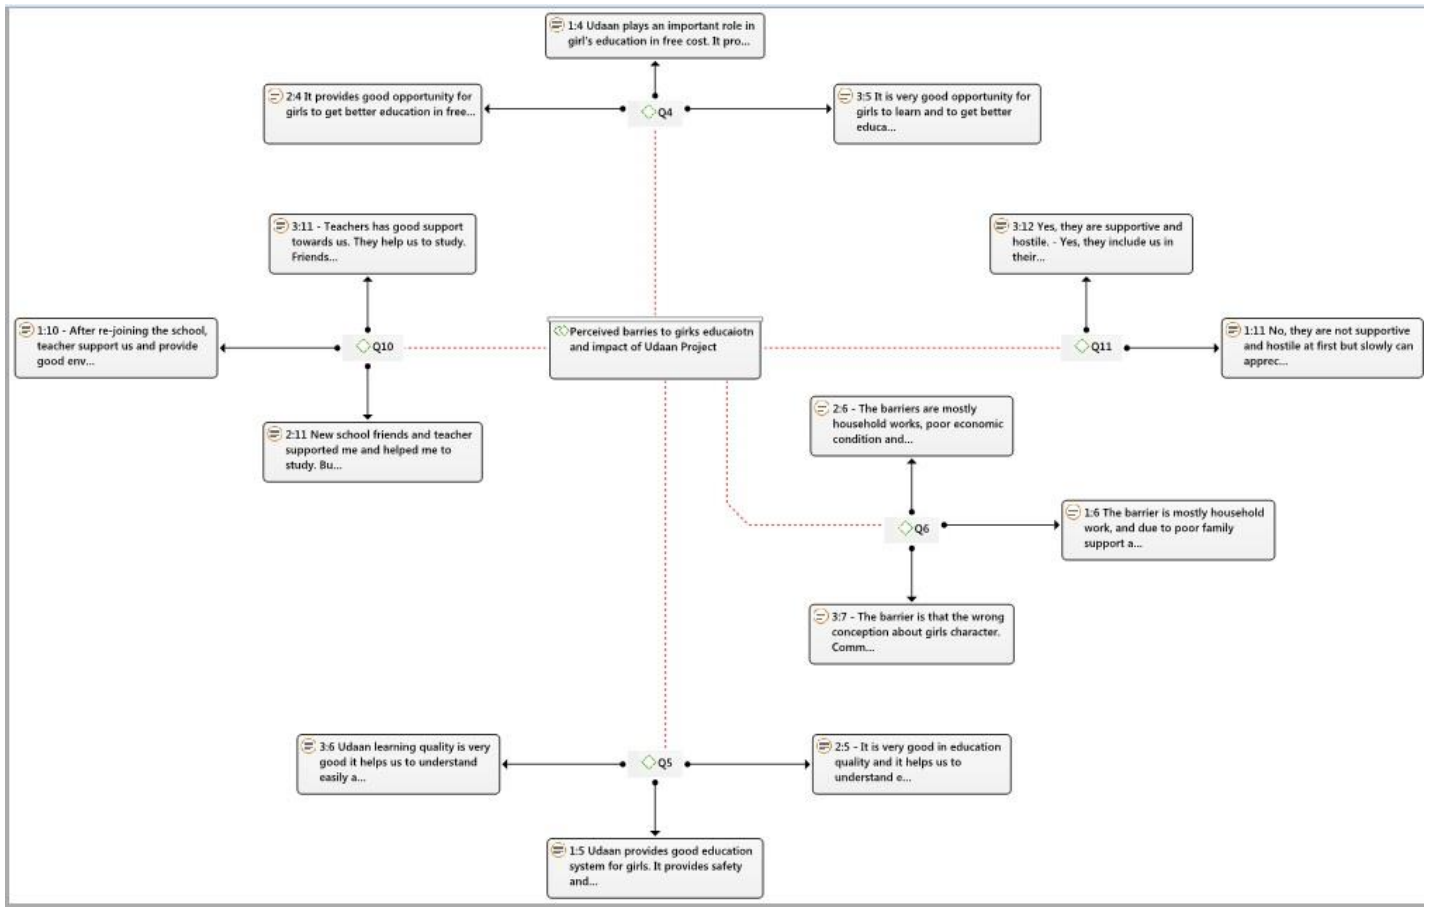 1:4 Udaan plays an important role in
girl's education in free cost. It pro...
2:4 It provides good opportunity for
girls to get better education in free...
Q4
3:5 It is very good opportunity for
girls to learn and to get better
educa...
3:11 - Teachers has good support
towards us. They help us to study.
Friends...
3:12 Yes, they are supportive and
hostile. - Yes, they include us in
their...
1:10 - After re-joining the school,
teacher support us and provide
good env...
Q10
Perceived barries to girks educaiotn
and impact of Udaan Project
Q11
1:11 No, they are not supportive
and hostile at first but slowly can
apprec...
2:11 New school friends and teacher
supported me and helped me to
study. Bu...
2:6 - The barriers are mostly
household works, poor economic
condition and...
Q6
1:6 The barrier is mostly household
work, and due to poor family
support a...
3:7 - The barrier is that the wrong
conception about girls character.
Comm...
3:6 Udaan learning quality is very
good it helps us to understand
easily a...
Q5
2:5 - It is very good in education
quality and it helps us to
understand e...
1:5 Udaan provides good education
system for girls. It provides safety
and...